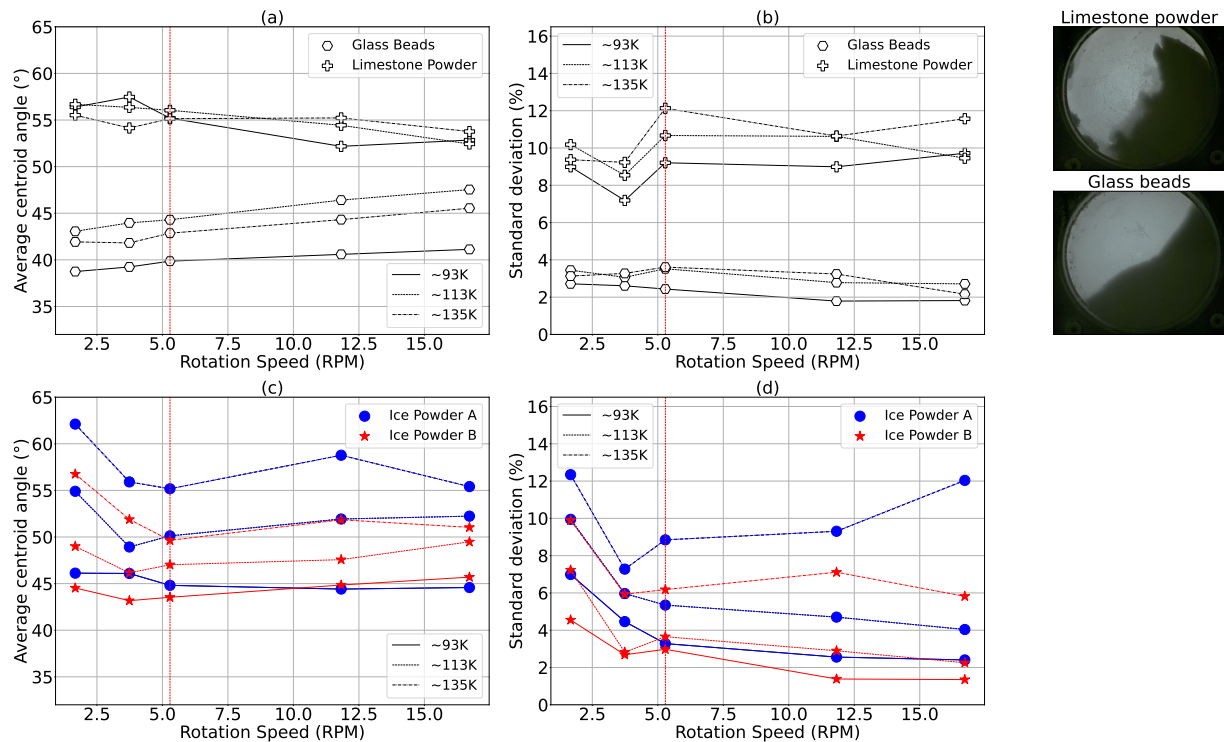 (a)
65
60
55
50
45
40
35
Average centroid angle (°)
Glass Beads
Limestone Powder
~93K
~113K
~135K
2.5 5.0 7.5 10.0 12.5 15.0
Rotation Speed (RPM)
(b)
16
14
12
10
8
6
4
2
0
Standard deviation (%)
~93K
~113K
~135K
Glass Beads
Limestone Powder
2.5 5.0 7.5 10.0 12.5 15.0
Rotation Speed (RPM)
Limestone powder
Glass beads
(c)
65
60
55
50
45
40
35
Average centroid angle (°)
Ice Powder A
Ice Powder B
~93K
~113K
~135K
2.5 5.0 7.5 10.0 12.5 15.0
Rotation Speed (RPM)
(d)
16
14
12
10
8
6
4
2
0
Standard deviation (%)
~93K
~113K
~135K
Ice Powder A
Ice Powder B
2.5 5.0 7.5 10.0 12.5 15.0
Rotation Speed (RPM)